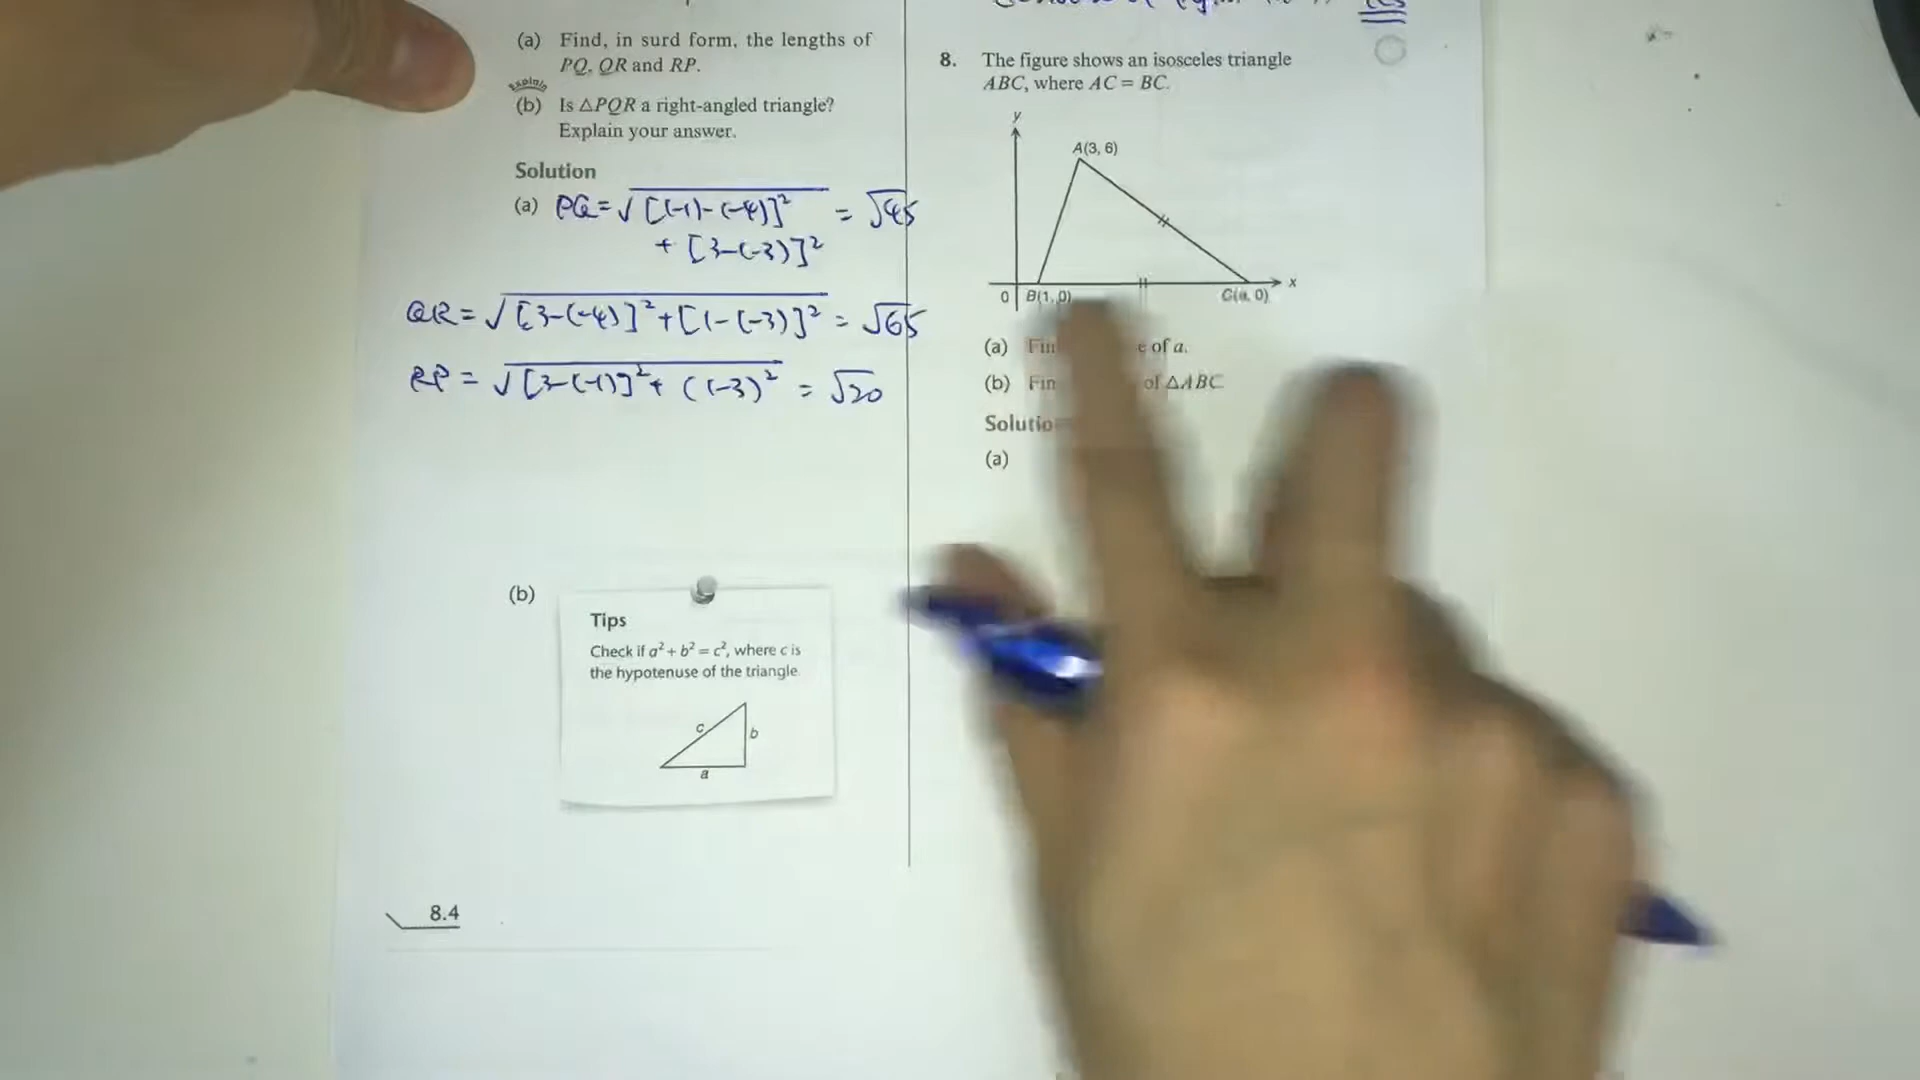 (a) Find, in surd form, the lengths of
PQ, QR and RP.
Explain
(b) Is △PQR a right-angled triangle?
Explain your answer.
Solution
(a) PQ = √[(-1)-(-4)]² = √45
+ [3-(-3)]²
QR = √[3-(-4)]²+[1-(-3)]² = √65
RP = √[3-(-1)]²+(1-3)² = √20
(b)
Tips
Check if a² + b² = c², where c is
the hypotenuse of the triangle.
c
b
a
8.4
8. The figure shows an isosceles triangle
ABC, where AC = BC.
y
A(3, 6)
x
0 B(1, 0) C(a, 0)
(a) of a.
(b) of △ABC
Solution
(a)